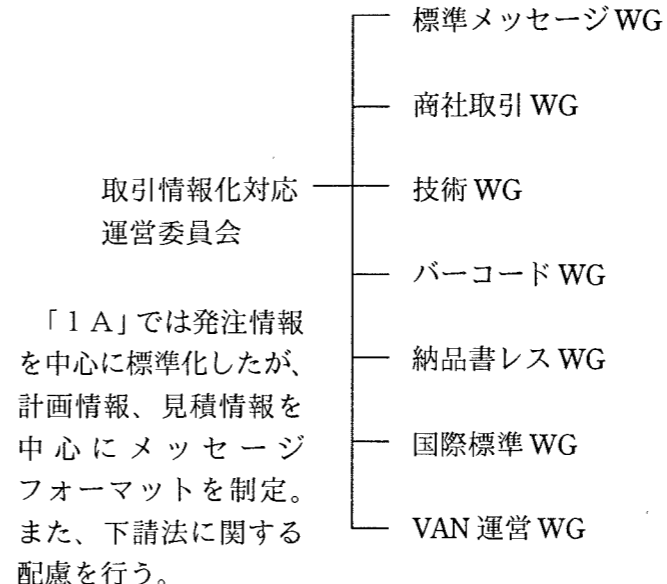 標準メッセージWG
商社取引WG
取引情報化対応
運営委員会
技術WG
バーコードWG
納品書レスWG
国際標準WG
VAN運営WG
「1A」では発注情報
を中心に標準化したが、
計画情報、見積情報を
中心にメッセージ
フォーマットを制定。
また、下請法に関する
配慮を行う。